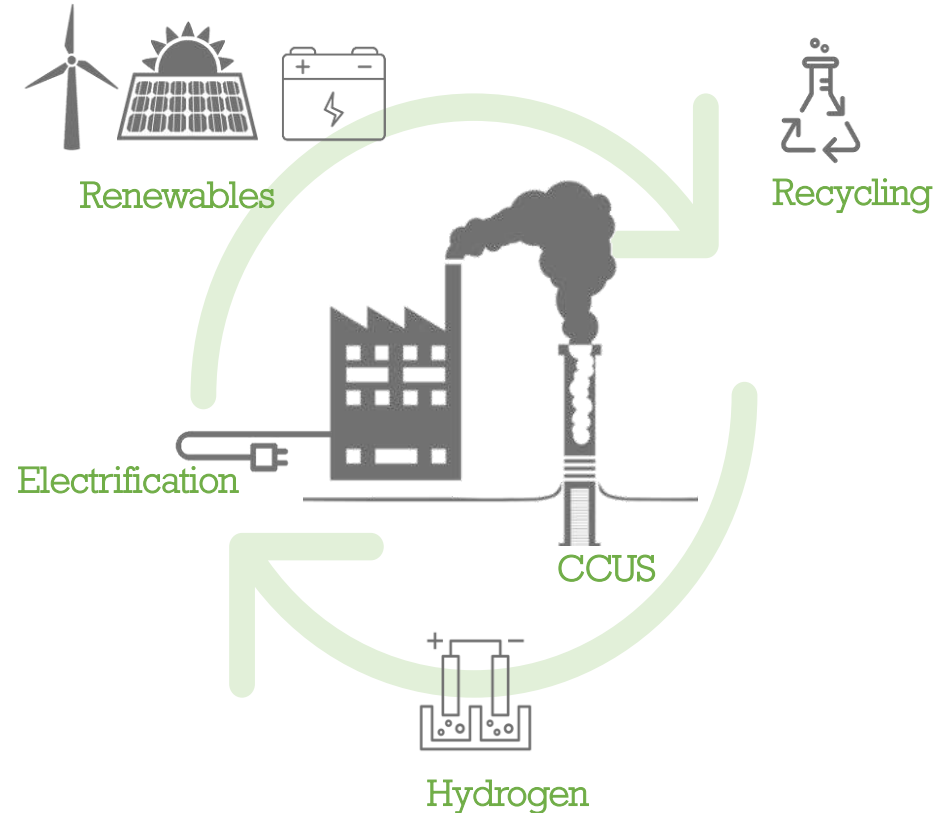 Renewables
Recycling
Electrification
CCUS
Hydrogen